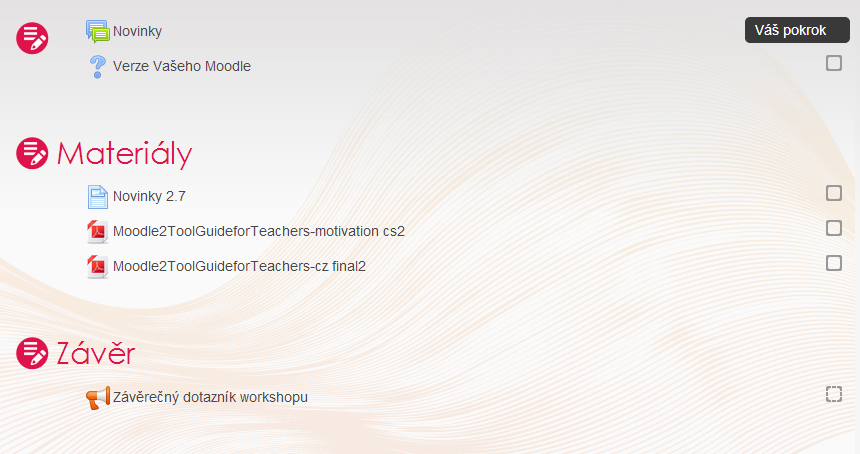 Novinky
Váš pokrok
Verze Vašeho Moodle
Materiály
Novinky 2.7
Moodle2ToolGuideforTeachers-motivation cs2
Moodle2ToolGuideforTeachers-cz final2
Závěr
Závěrečný dotazník workshopu